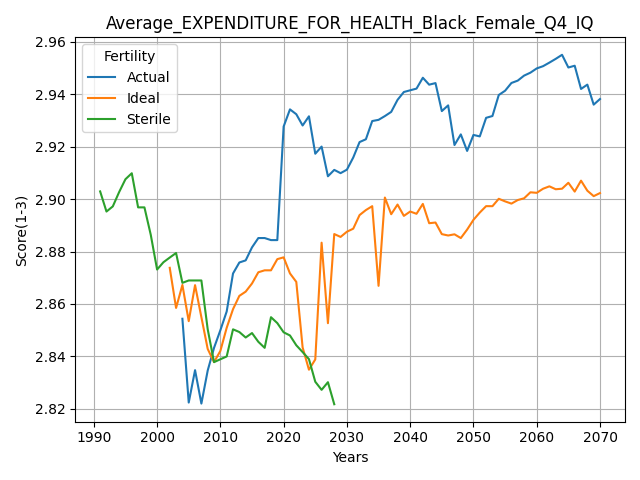 Average_EXPENDITURE_FOR_HEALTH_Black_Female_Q4_IQ
Fertility
Actual
Ideal
Sterile
Score(1-3)
2.96
2.94
2.92
2.90
2.88
2.86
2.84
2.82
1990 2000 2010 2020 2030 2040 2050 2060 2070
Years